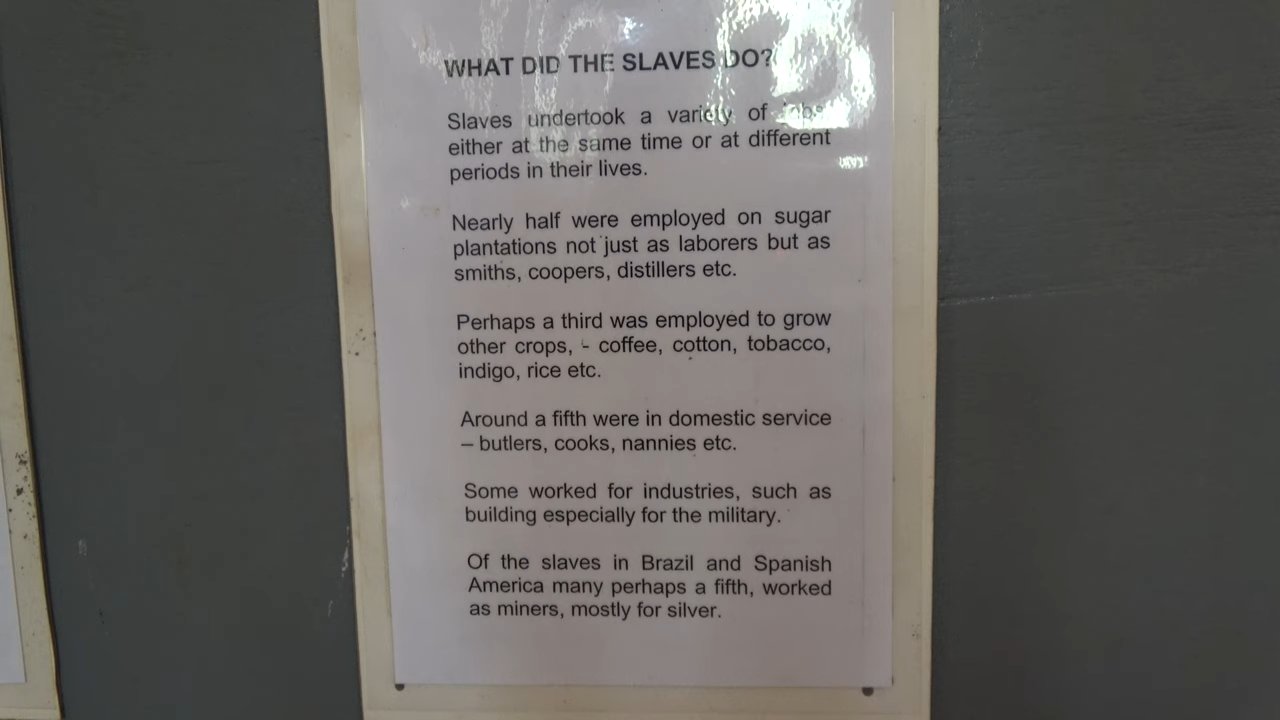 WHAT DID THE SLAVES DO?
Slaves undertook a variety of jobs
either at the same time or at different
periods in their lives.
Nearly half were employed on sugar
plantations not just as laborers but as
smiths, coopers, distillers etc.
Perhaps a third was employed to grow
other crops, - coffee, cotton, tobacco,
indigo, rice etc.
Around a fifth were in domestic service
– butlers, cooks, nannies etc.
Some worked for industries, such as
building especially for the military.
Of the slaves in Brazil and Spanish
America many perhaps a fifth, worked
as miners, mostly for silver.